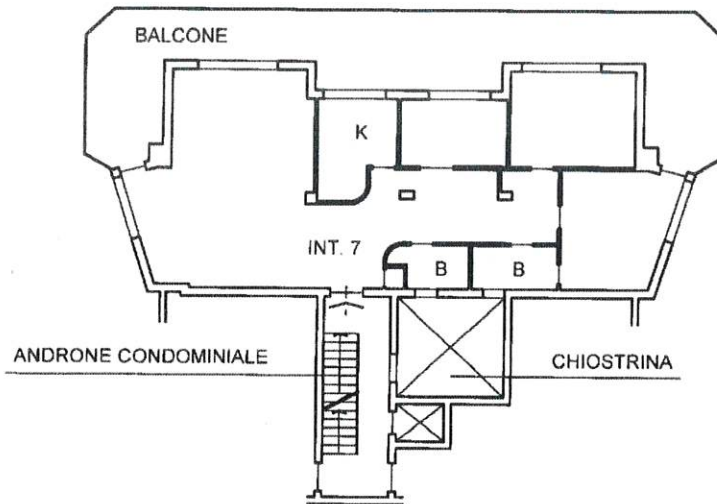 BALCONE
K
INT. 7
B
B
ANDRONE CONDOMINIALE
CHIOSTRINA